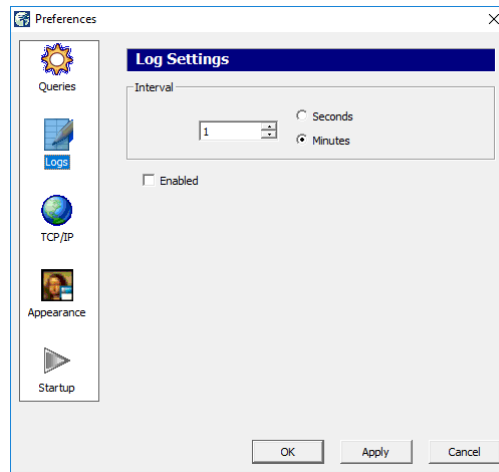 Preferences
Queries
Logs
TCP/IP
Appearance
Startup
Log Settings
Interval
1
Seconds
Minutes
Enabled
OK
Apply
Cancel